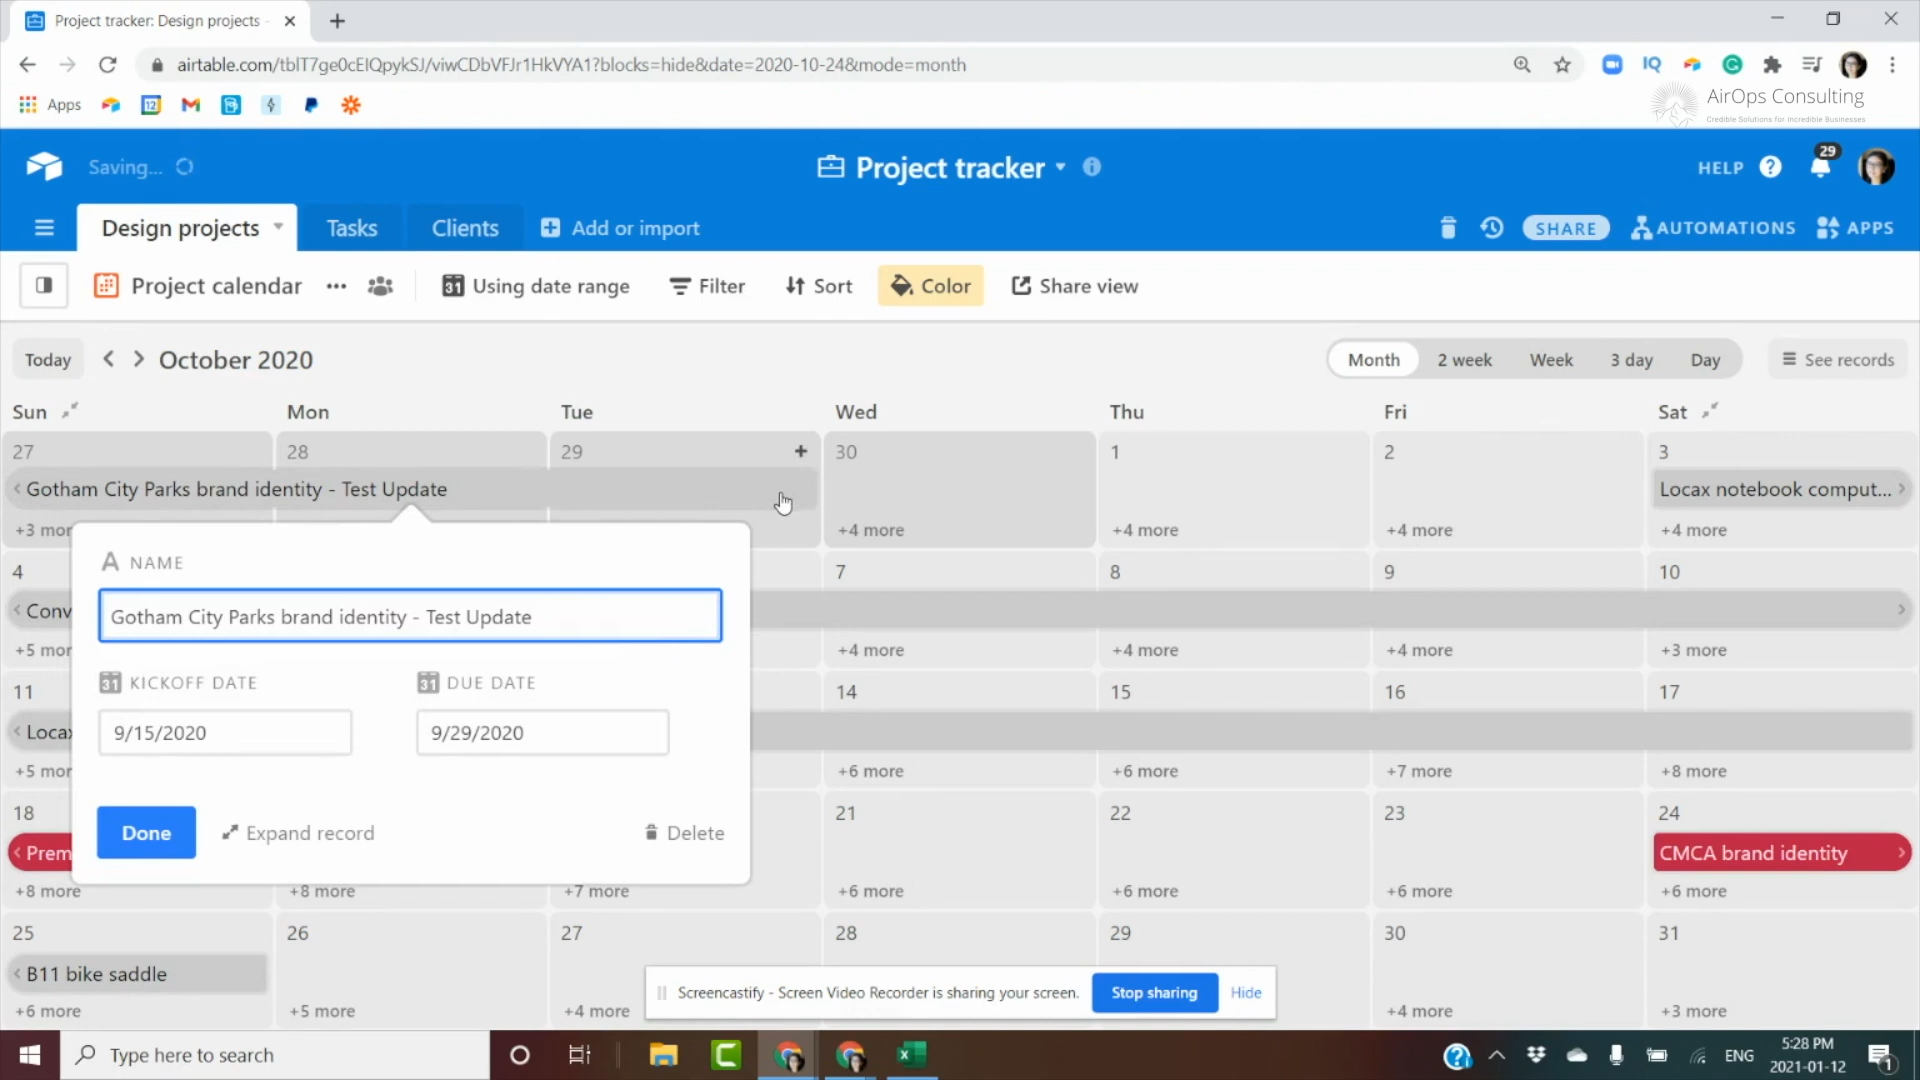 Project tracker: Design projects -
airtable.com/tblT7ge0cEIQpykSJ/viwCDbVFJr1HkVYA1?blocks=hide&date=2020-10-24&mode=month
IQ
Apps
12
AirOps Consulting
Credible Solutions for Incredible Businesses
Saving...
Project tracker
HELP
29
Design projects
Tasks
Clients
Add or import
SHARE
AUTOMATIONS
APPS
Project calendar
31 Using date range
Filter
Sort
Color
Share view
Today
October 2020
Month
2 week
Week
3 day
Day
See records
Sun Mon Tue Wed Thu Fri Sat
27 28 29 30 1 2 3
Gotham City Parks brand identity - Test Update
Locax notebook comput...
+3 mor
+4 more +4 more +4 more +4 more
A NAME
Gotham City Parks brand identity - Test Update
4 7 8 9 10
Conv
+5 mor
+4 more +4 more +4 more +3 more
31 KICKOFF DATE
31 DUE DATE
9/15/2020
9/29/2020
11 14 15 16 17
Locax
+5 mor
+6 more +6 more +7 more +8 more
Done
Expand record
Delete
18 21 22 23 24
Prem
CMCA brand identity
+8 more +8 more +7 more +6 more +6 more +6 more +6 more
25 26 27 28 29 30 31
B11 bike saddle
+6 more +5 more +4 more +4 more +3 more
Screencastify - Screen Video Recorder is sharing your screen.
Stop sharing
Hide
Type here to search
ENG
5:28 PM
2021-01-12
1